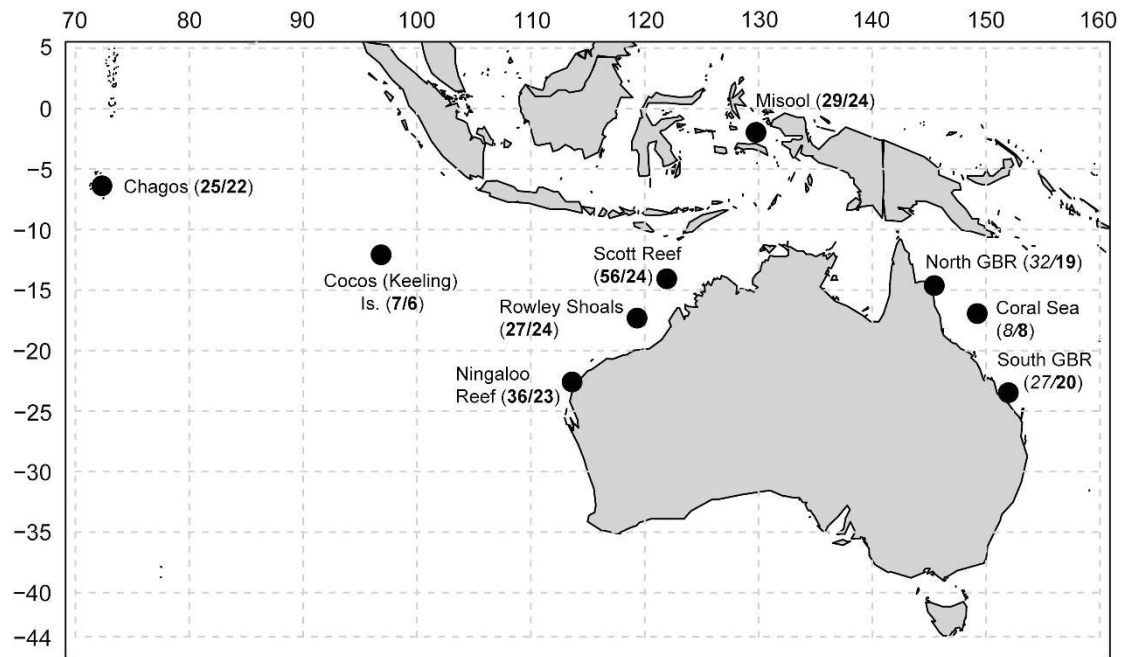 70 80 90 100 110 120 130 140 150 160
5
0
−5
−10
−15
−20
−25
−30
−35
−40
−44
Misool (29/24)
Chagos (25/22)
Scott Reef
(56/24)
North GBR (32/19)
Cocos (Keeling)
Is. (7/6)
Rowley Shoals
(27/24)
Coral Sea
(8/8)
South GBR
(27/20)
Ningaloo
Reef (36/23)